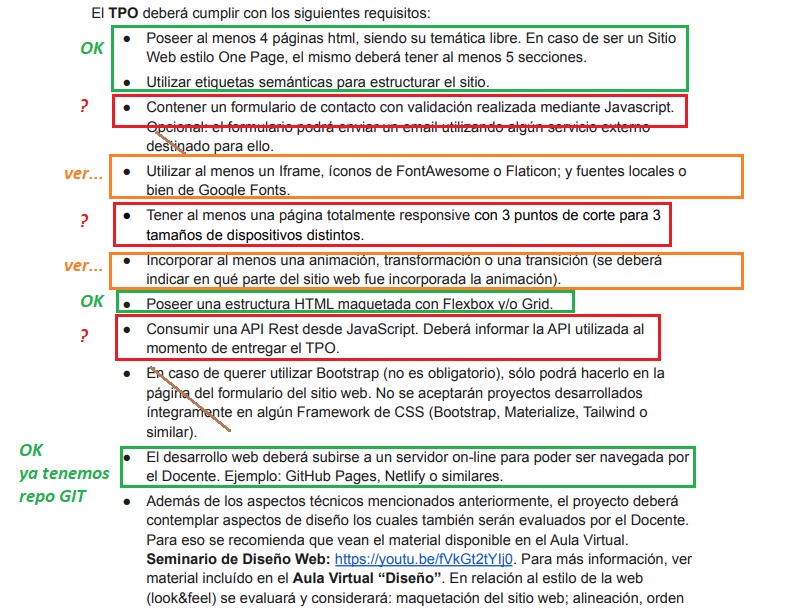 El TPO deberá cumplir con los siguientes requisitos:
OK
● Poseer al menos 4 páginas html, siendo su temática libre. En caso de ser un Sitio
Web estilo One Page, el mismo deberá tener al menos 5 secciones.
● Utilizar etiquetas semánticas para estructurar el sitio.
?
● Contener un formulario de contacto con validación realizada mediante Javascript.
Opcional: el formulario podrá enviar un email utilizando algún servicio externo
destinado para ello.
ver...
● Utilizar al menos un Iframe, íconos de FontAwesome o Flaticon; y fuentes locales o
bien de Google Fonts.
?
● Tener al menos una página totalmente responsive con 3 puntos de corte para 3
tamaños de dispositivos distintos.
ver...
● Incorporar al menos una animación, transformación o una transición (se deberá
indicar en qué parte del sitio web fue incorporada la animación).
OK
● Poseer una estructura HTML maquetada con Flexbox y/o Grid.
?
● Consumir una API Rest desde JavaScript. Deberá informar la API utilizada al
momento de entregar el TPO.
● En caso de querer utilizar Bootstrap (no es obligatorio), sólo podrá hacerlo en la
página del formulario del sitio web. No se aceptarán proyectos desarrollados
íntegramente en algún Framework de CSS (Bootstrap, Materialize, Tailwind o
similar).
OK
ya tenemos
repo GIT
● El desarrollo web deberá subirse a un servidor on-line para poder ser navegada por
el Docente. Ejemplo: GitHub Pages, Netlify o similares.
● Además de los aspectos técnicos mencionados anteriormente, el proyecto deberá
contemplar aspectos de diseño los cuales también serán evaluados por el Docente.
Para eso se recomienda que vean el material disponible en el Aula Virtual.
Seminario de Diseño Web: https://youtu.be/fVkGt2tYIj0. Para más información, ver
material incluído en el Aula Virtual “Diseño”. En relación al estilo de la web
(look&feel) se evaluará y considerará: maquetación del sitio web; alineación, orden